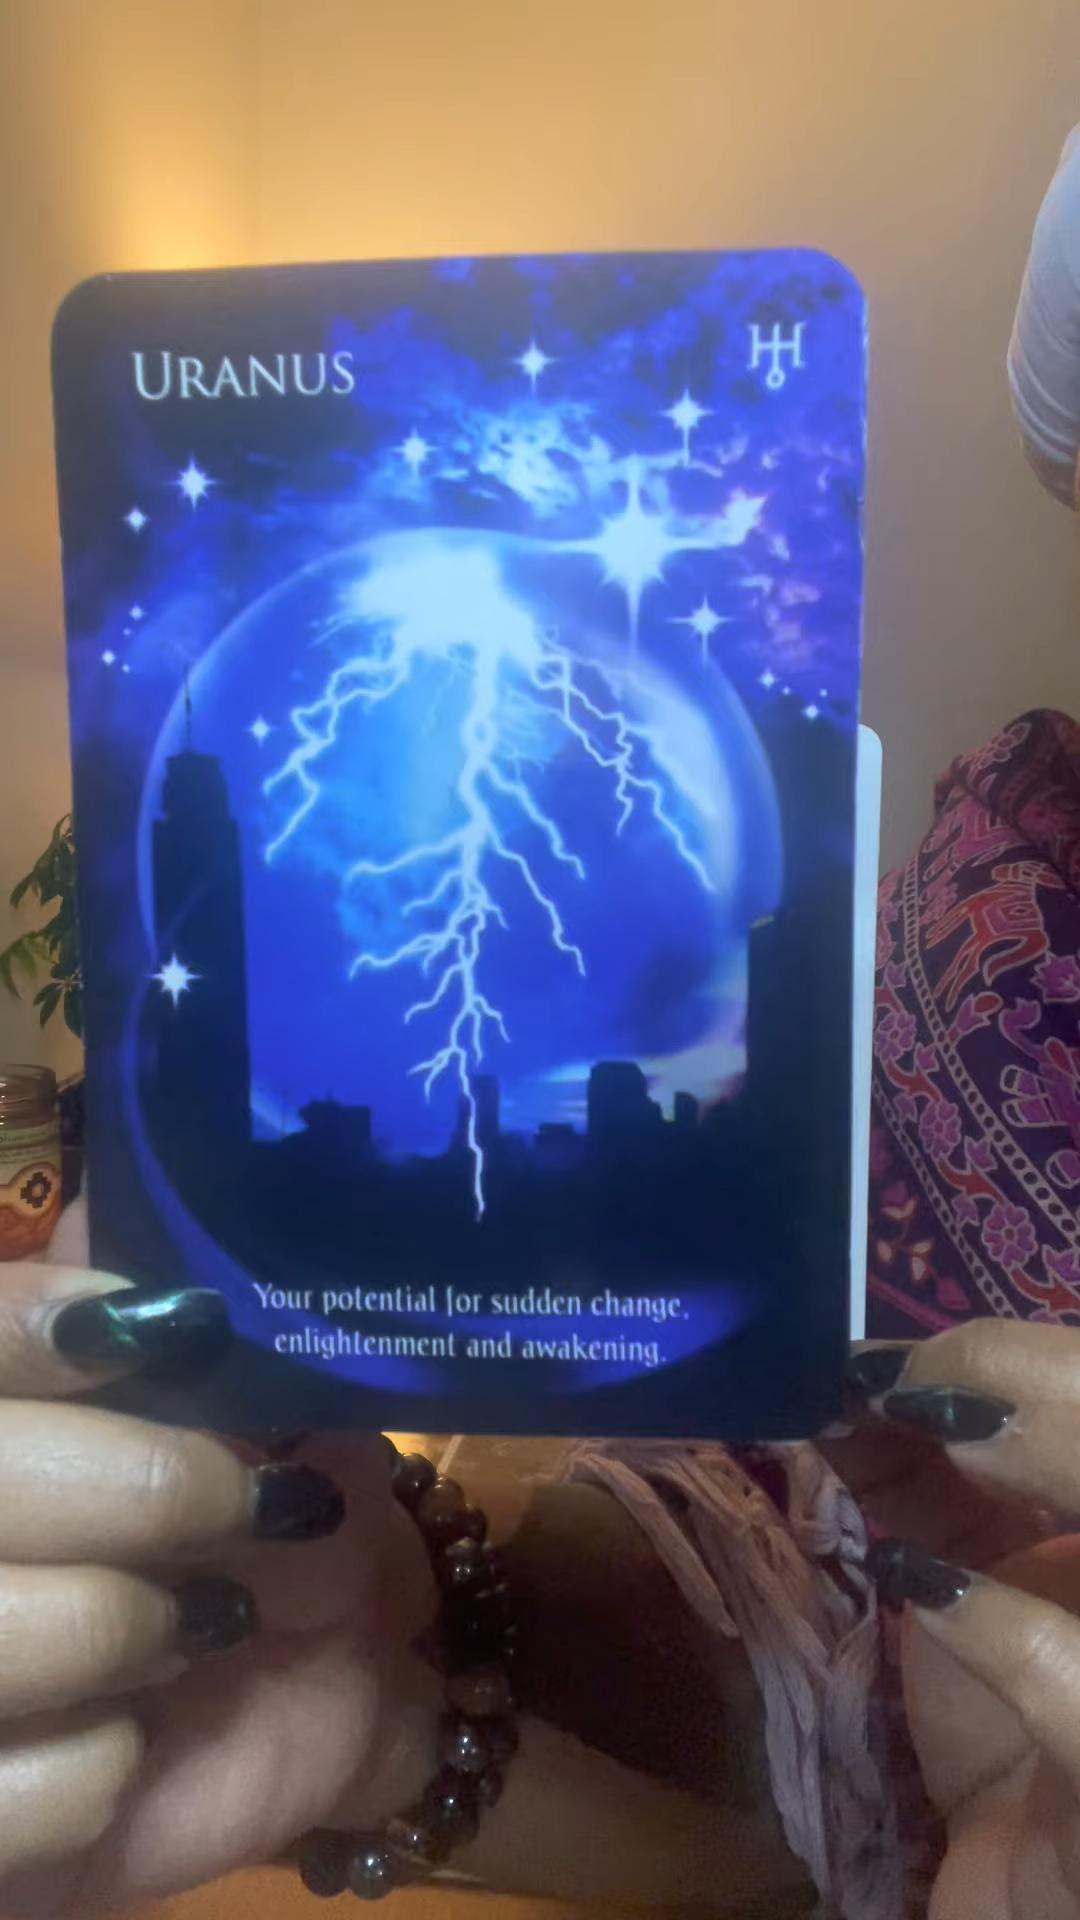 URANUS
Your potential for sudden change,
enlightenment and awakening.